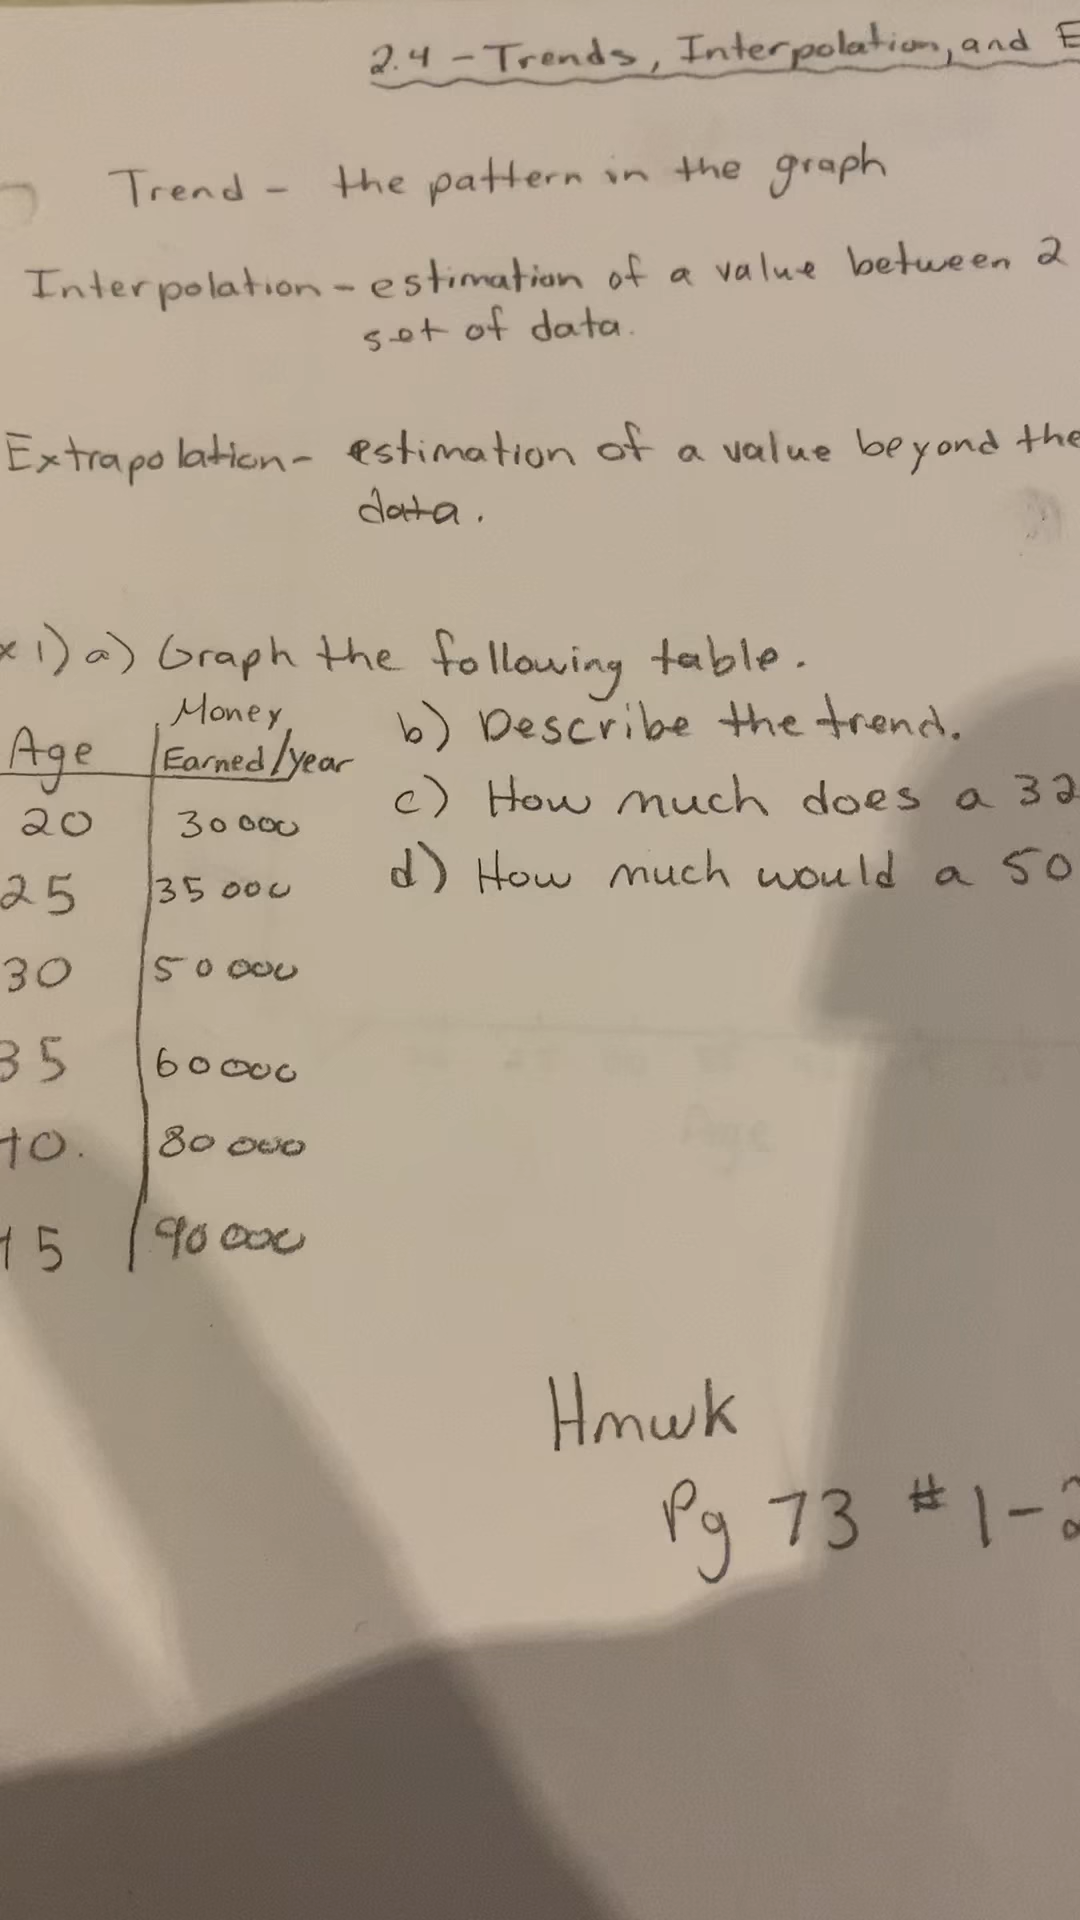 2.4 - Trends, Interpolation, and E
Trend - the pattern in the graph
Interpolation - estimation of a value between 2
set of data.
Extrapolation - estimation of a value beyond the
data.
x 1) a) Graph the following table.
Age | Money Earned/year
b) Describe the trend.
c) How much does a 32
d) How much would a 50
20 | 30 000
25 | 35 000
30 | 50 000
35 | 60 000
40. | 80 000
45 | 90 000
Hmwk
Pg 73 # 1-2